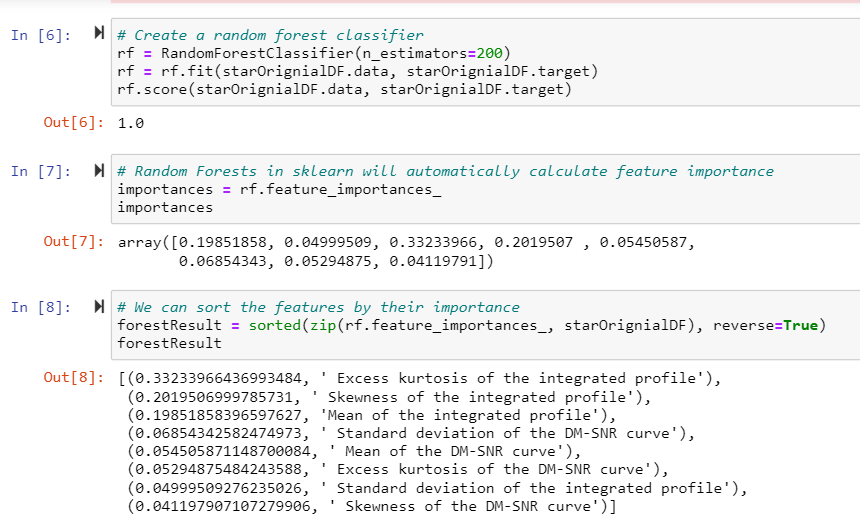 In [6]: # Create a random forest classifier
rf = RandomForestClassifier(n_estimators=200)
rf = rf.fit(starOrignialDF.data, starOrignialDF.target)
rf.score(starOrignialDF.data, starOrignialDF.target)
Out[6]: 1.0
In [7]: # Random Forests in sklearn will automatically calculate feature importance
importances = rf.feature_importances_
importances
Out[7]: array([0.19851858, 0.04999509, 0.33233966, 0.2019507 , 0.05450587,
0.06854343, 0.05294875, 0.04119791])
In [8]: # We can sort the features by their importance
forestResult = sorted(zip(rf.feature_importances_, starOrignialDF), reverse=True)
forestResult
Out[8]: [(0.33233966436993484, ' Excess kurtosis of the integrated profile'),
(0.2019506999785731, ' Skewness of the integrated profile'),
(0.19851858396597627, 'Mean of the integrated profile'),
(0.06854342582474973, ' Standard deviation of the DM-SNR curve'),
(0.054505871148700084, ' Mean of the DM-SNR curve'),
(0.05294875484243588, ' Excess kurtosis of the DM-SNR curve'),
(0.04999509276235026, ' Standard deviation of the integrated profile'),
(0.041197907107279906, ' Skewness of the DM-SNR curve')]